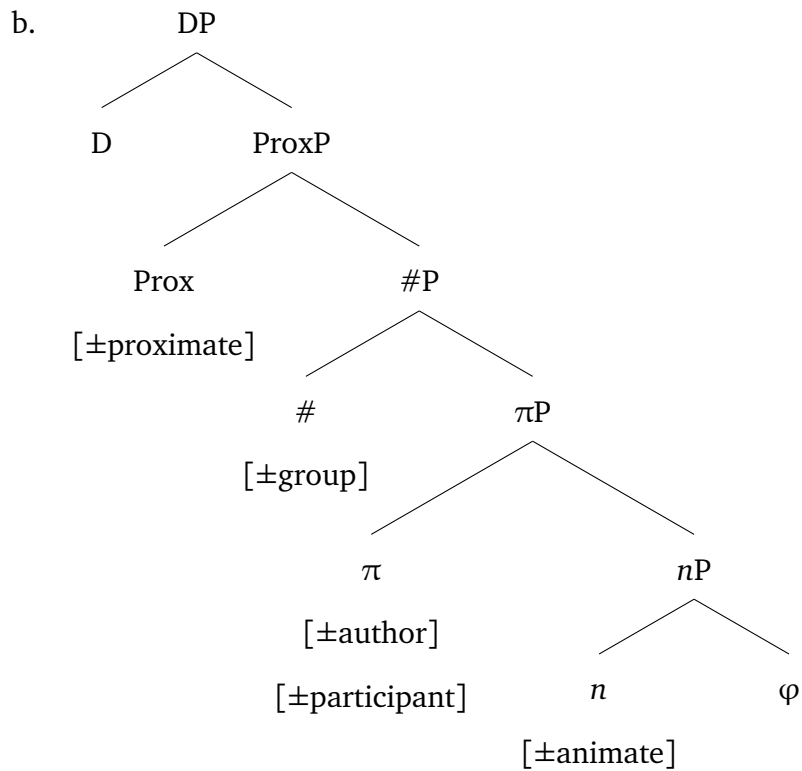 b. DP
D ProxP
Prox #P
[±proximate]
# πP
[±group]
π nP
[±author]
[±participant] n φ
[±animate]